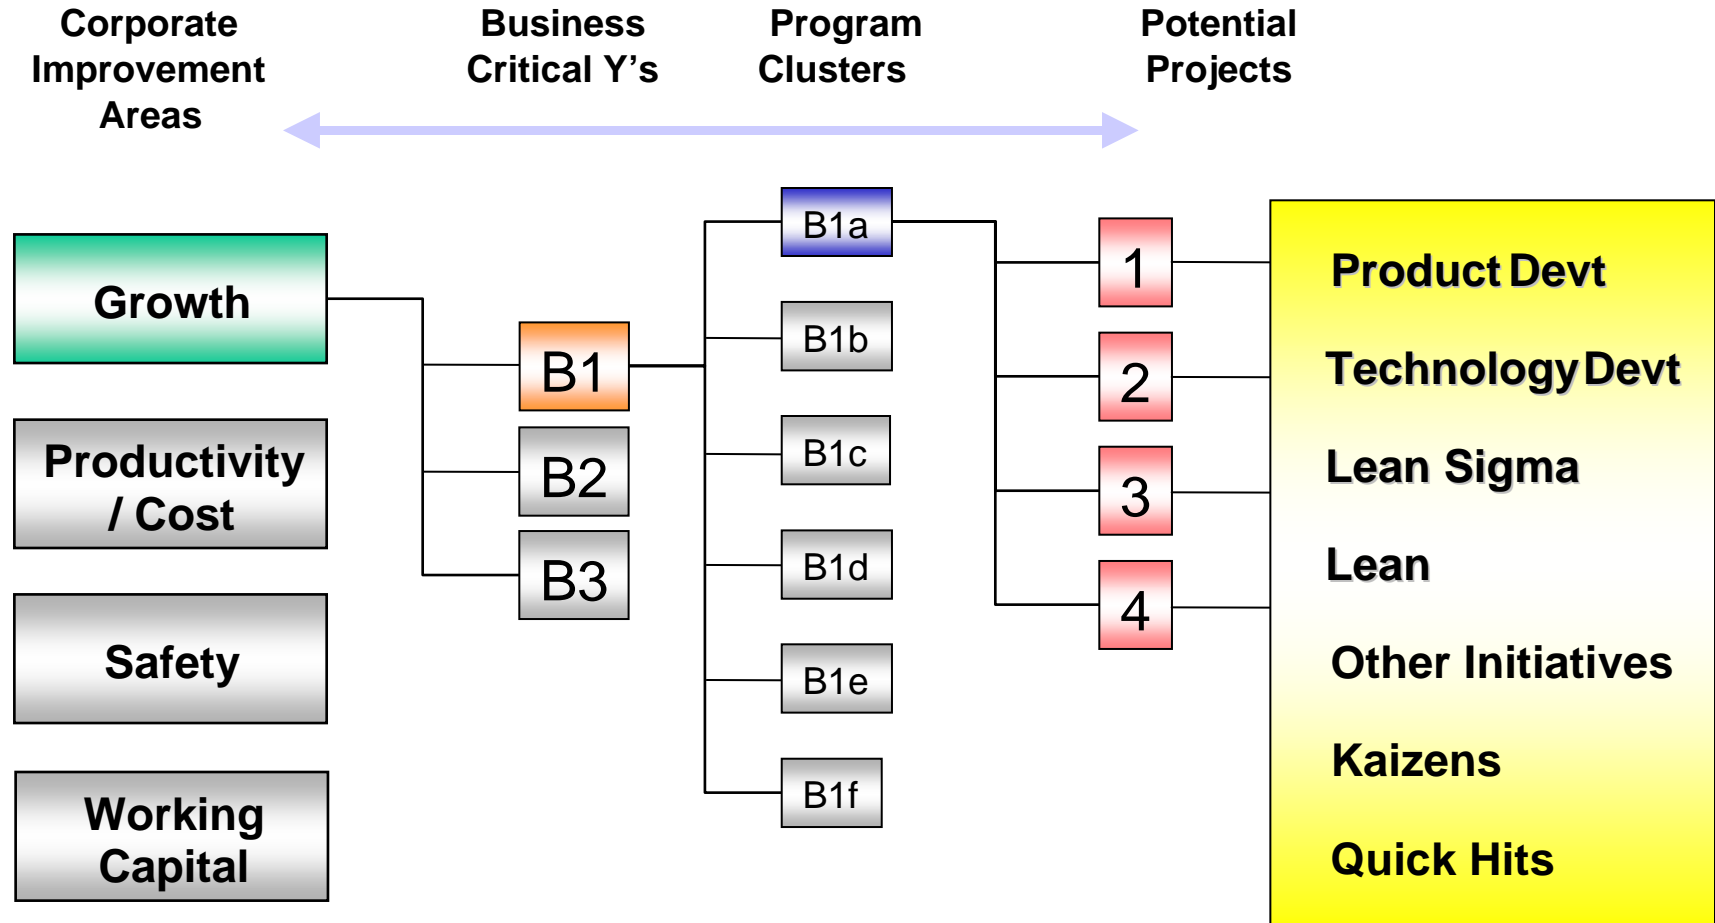 Corporate
Improvement
Areas
Business
Critical Y’s
Program
Clusters
Potential
Projects
Growth
Productivity
/ Cost
Safety
Working
Capital
B1
B2
B3
B1a
B1b
B1c
B1d
B1e
B1f
1
2
3
4
Product Devt
Technology Devt
Lean Sigma
Lean
Other Initiatives
Kaizens
Quick Hits